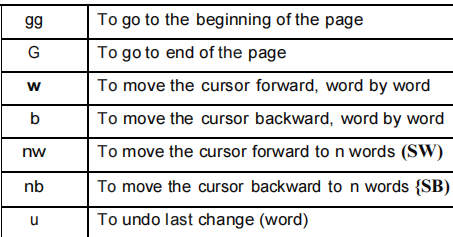 gg To go to the beginning of the page
G To go to end of the page
w To move the cursor forward, word by word
b To move the cursor backward, word by word
nw To move the cursor forward to n words (SW)
nb To move the cursor backward to n words {SB)
u To undo last change (word)